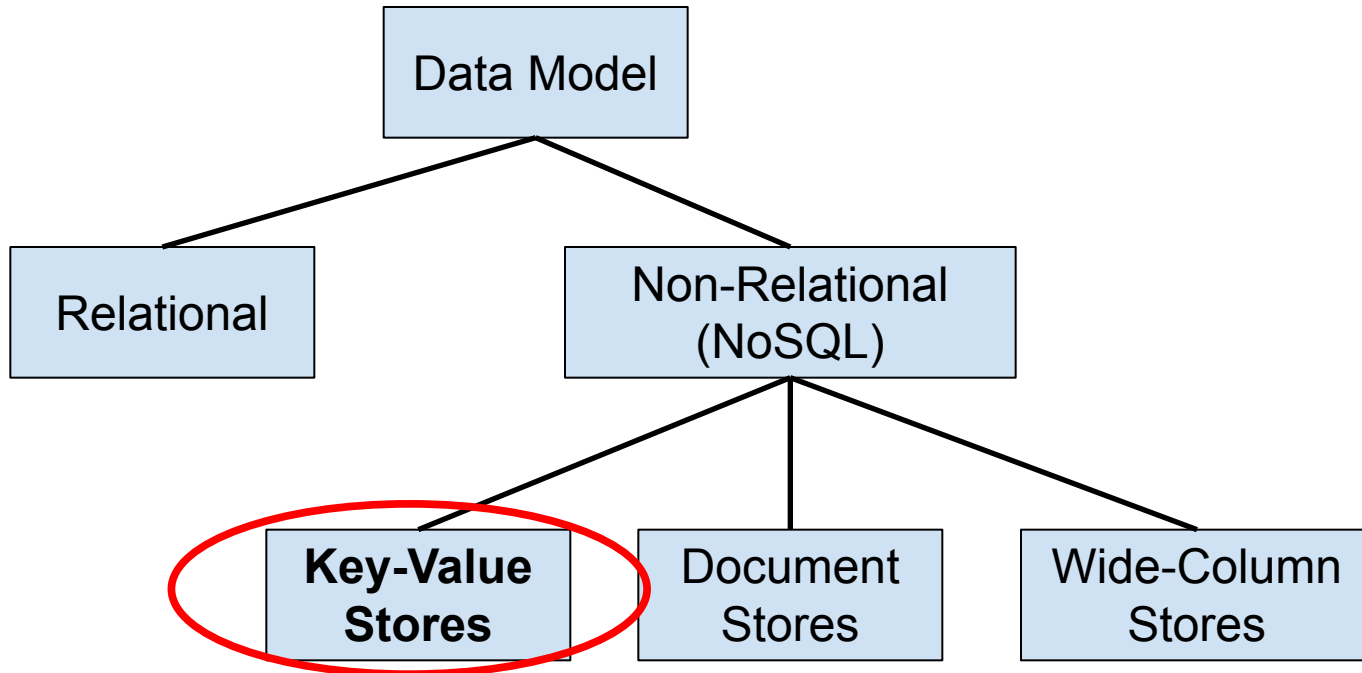 Data Model
Relational
Non-Relational
(NoSQL)
Key-Value
Stores
Document
Stores
Wide-Column
Stores